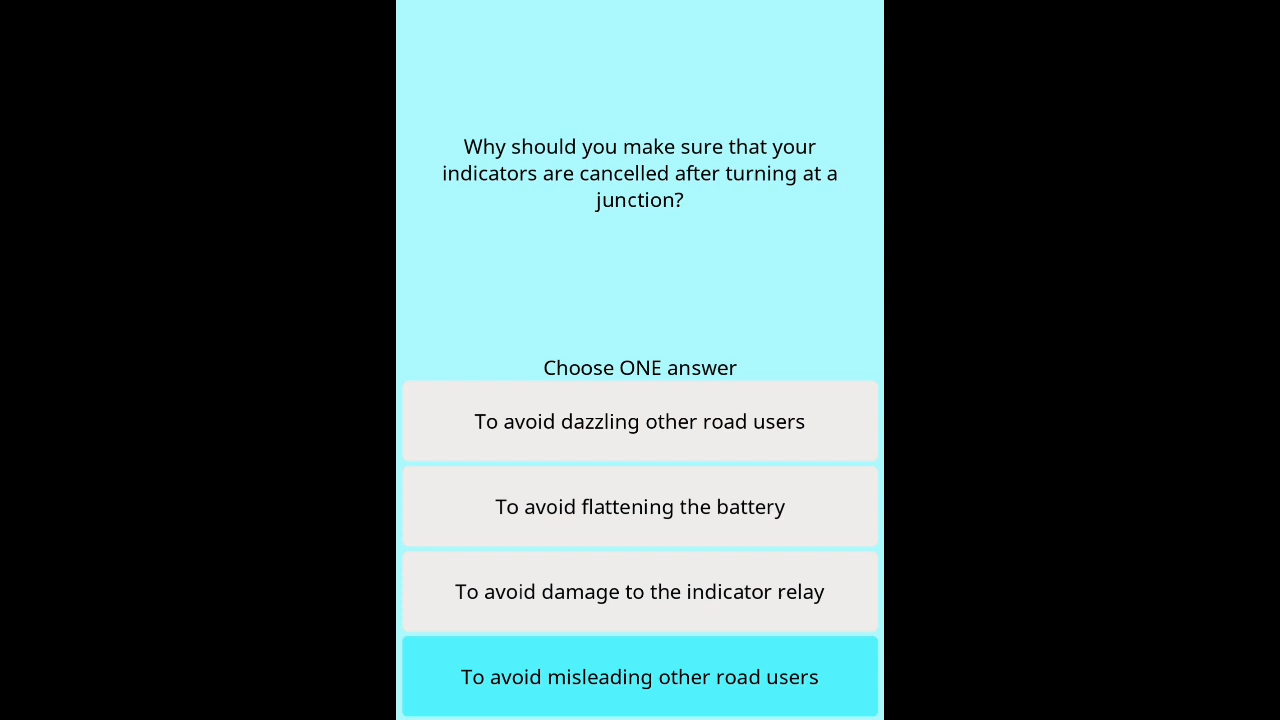 Why should you make sure that your
indicators are cancelled after turning at a
junction?
Choose ONE answer
To avoid dazzling other road users
To avoid flattening the battery
To avoid damage to the indicator relay
To avoid misleading other road users